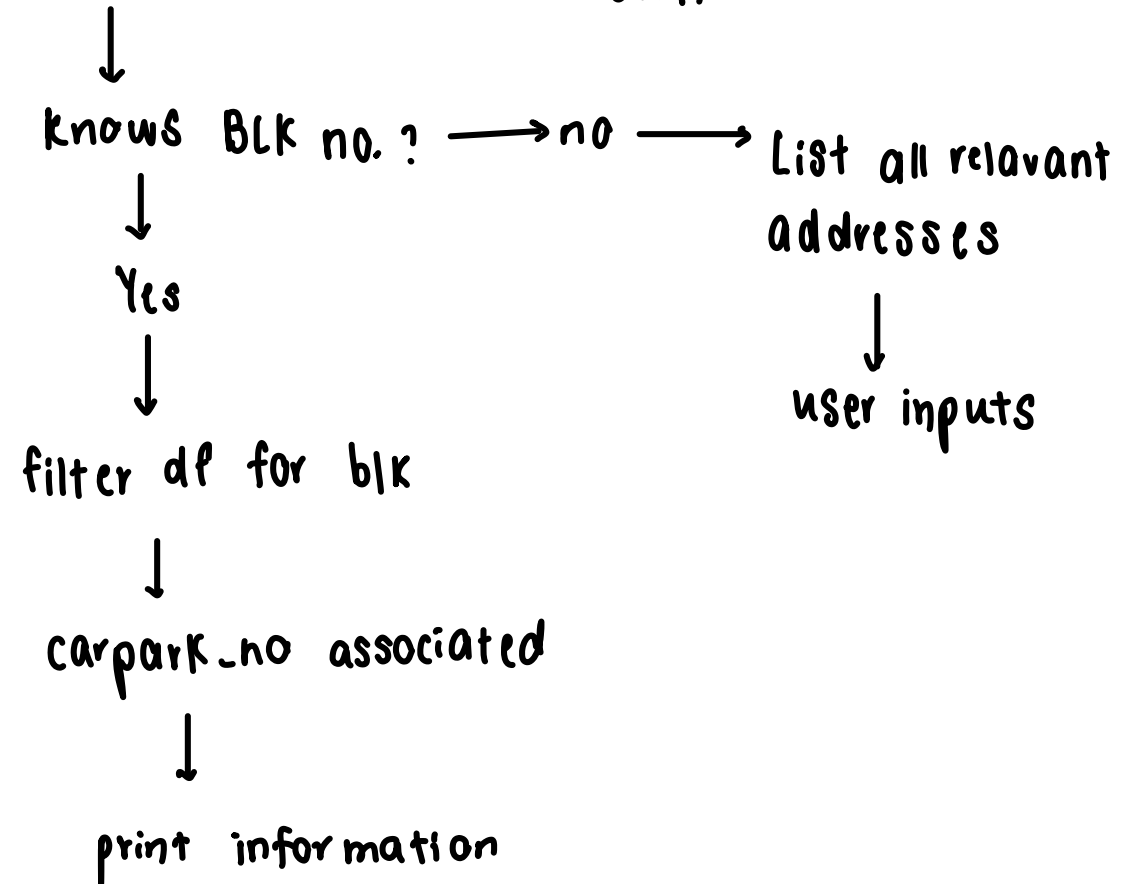 knows BLK no. ? no
List all relavant
addresses
Yes
user inputs
filter df for blk
carpark_no associated
print information